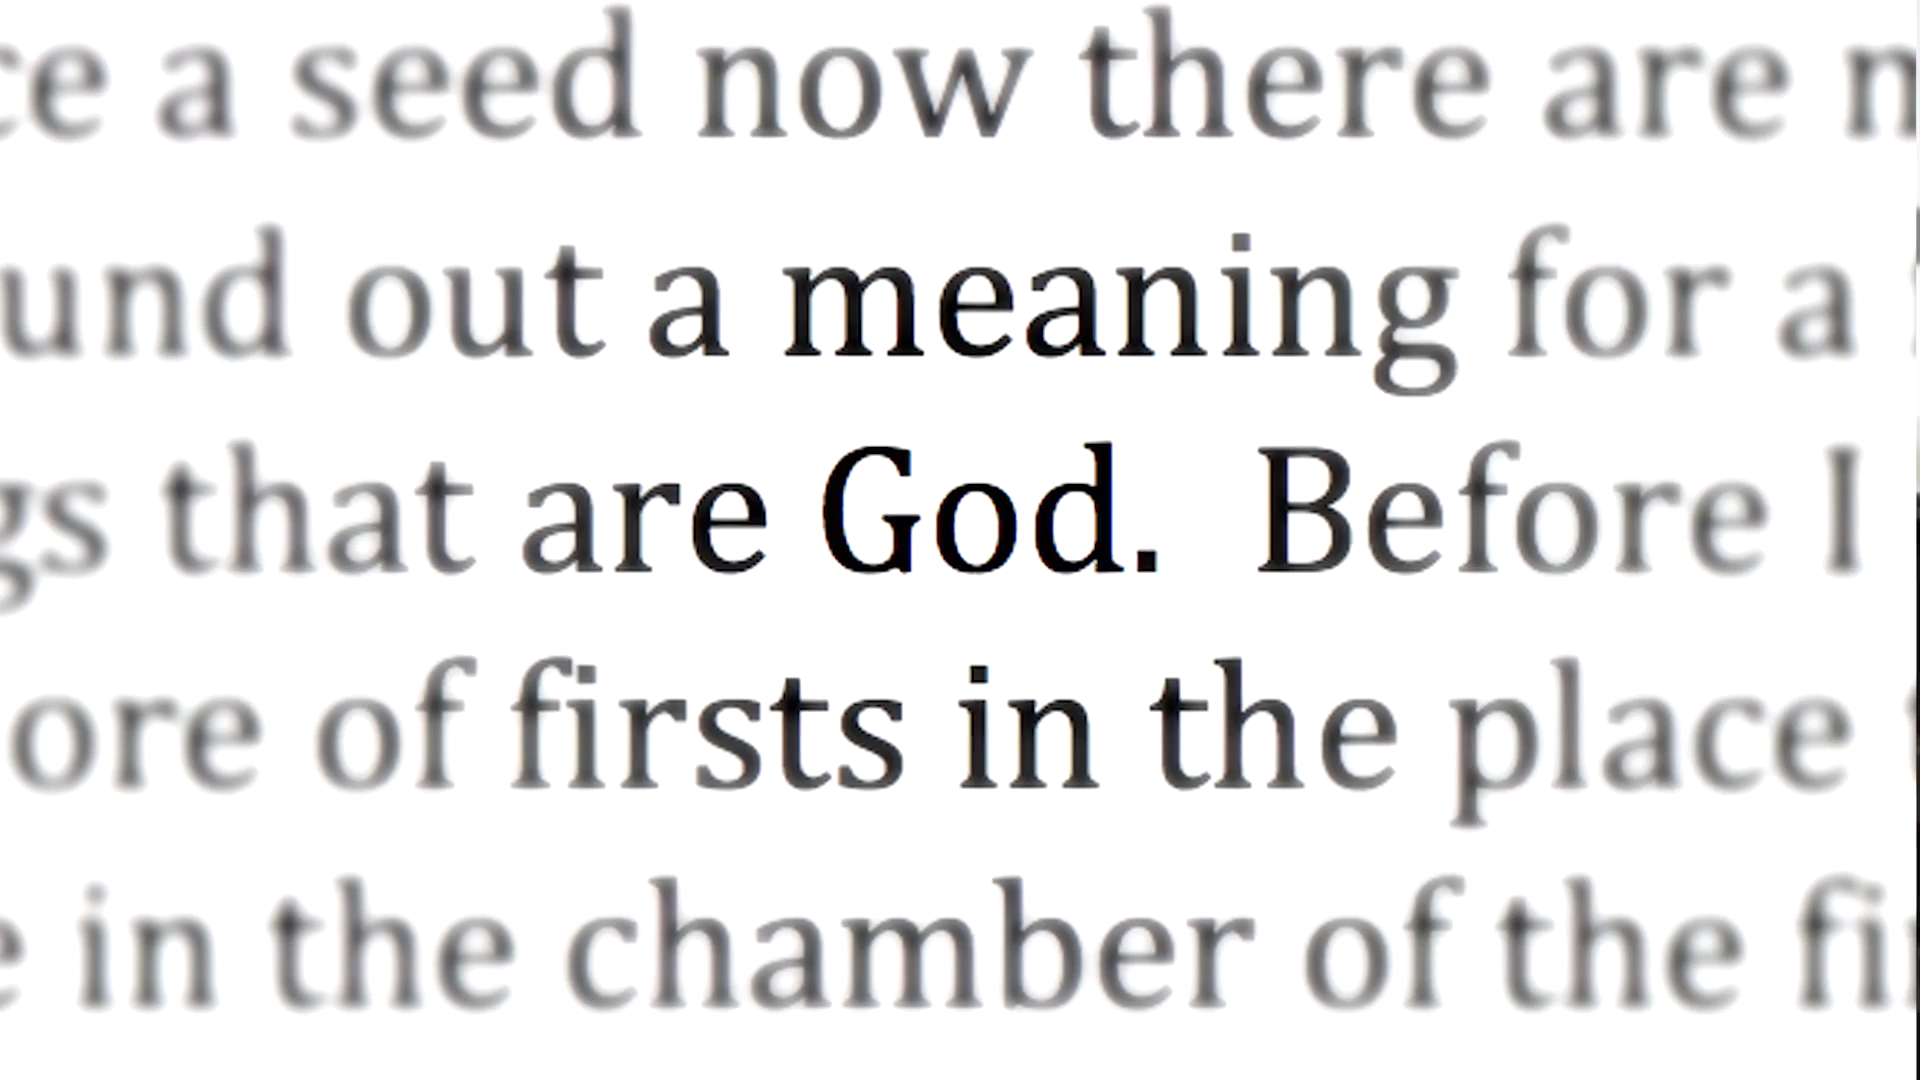 ce a seed now there are n
und out a meaning for a
gs that are God. Before I
ore of firsts in the place
e in the chamber of the fi